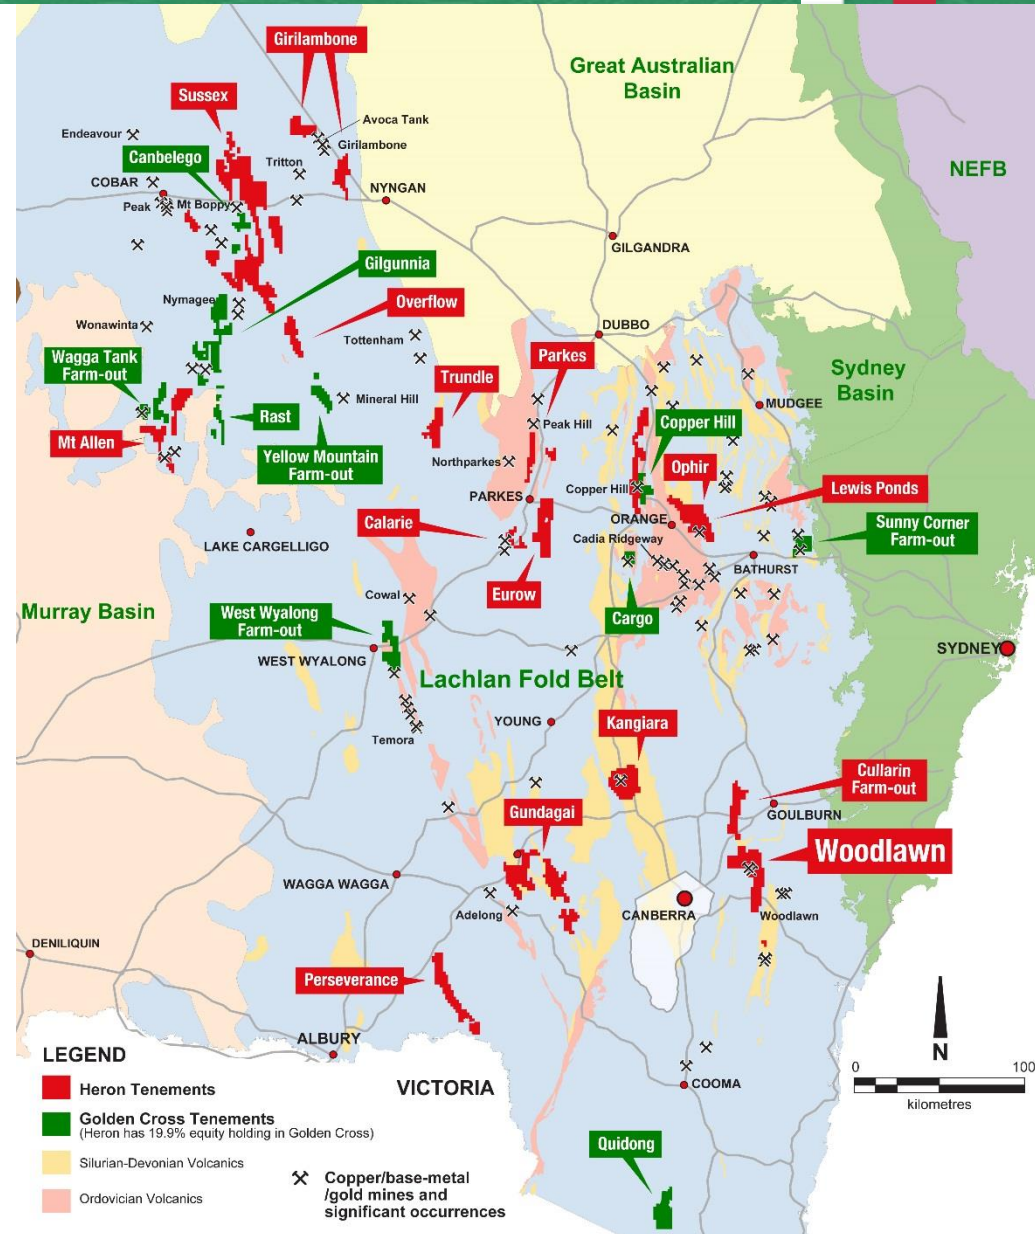 Girilambone
Great Australian
Basin
Sussex
Avoca Tank
Endeavour
Girilambone
Canbelego
Tritton
NEFB
COBAR
NYNGAN
Peak
Mt Boppy
GILGANDRA
Gilgunnia
Nymagee
Overflow
Wonawinta
DUBBO
Tottenham
Wagga Tank
Farm-out
Parkes
Sydney
Basin
Trundle
Mineral Hill
MUDGEE
Rast
Copper Hill
Mt Allen
Peak Hill
Yellow Mountain
Farm-out
Northparkes
Ophir
Copper Hill
Lewis Ponds
PARKES
Calarie
ORANGE
Sunny Corner
Farm-out
LAKE CARGELLIGO
Cadia Ridgeway
BATHURST
Eurow
Cowal
Murray Basin
West Wyalong
Farm-out
Cargo
SYDNEY
WEST WYALONG
Lachlan Fold Belt
YOUNG
Kangiara
Temora
Cullarin
Farm-out
Gundagai
GOULBURN
Woodlawn
WAGGA WAGGA
Adelong
CANBERRA
Woodlawn
DENILIQUIN
Perseverance
ALBURY
N
LEGEND
0 100
kilometres
VICTORIA
COOMA
Heron Tenements
Golden Cross Tenements
(Heron has 19.9% equity holding in Golden Cross)
Quidong
Silurian-Devonian Volcanics
Ordovician Volcanics
Copper/base-metal
/gold mines and
significant occurrences